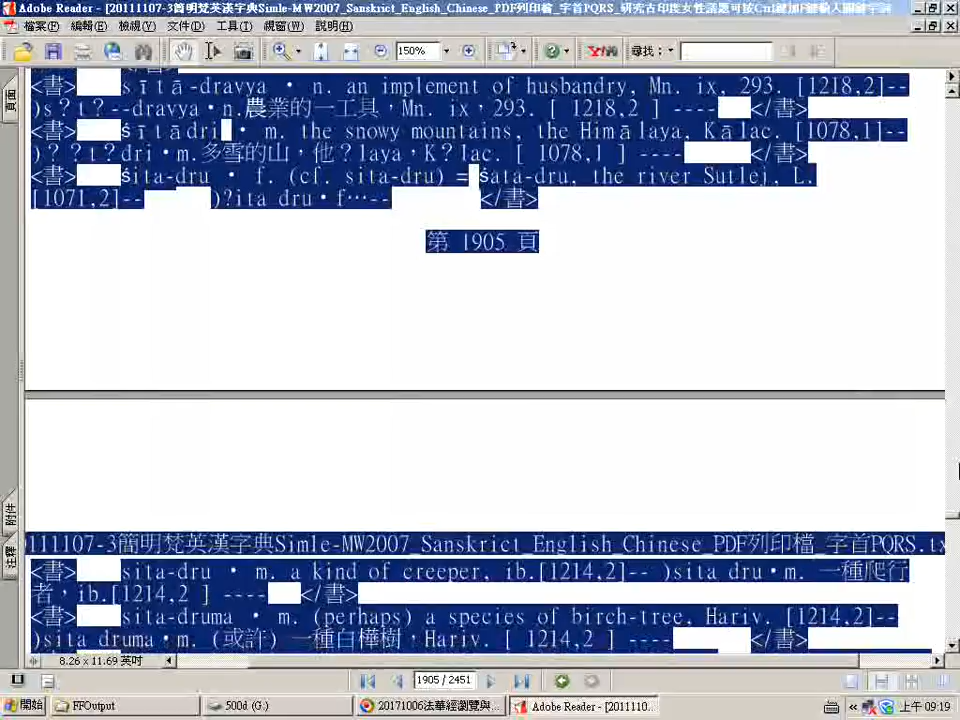 Adobe Reader - [20111107-3簡明梵英漢字典Simle-MW2007_Sanskrict_English_Chinese_PDF列印檔_字首PQRS_研究古印度女性議題可按Ctrl鍵加F鍵輸入關鍵字詞
檔案(F) 編輯(E) 檢視(V) 文件(D) 工具(T) 視窗(W) 說明(H)
150% 尋找:
頁面
<書> sītā-dravya · n. an implement of husbandry, Mn. ix, 293. [1218,2]--
)s?t?--dravya·n.農業的一工具，Mn. ix，293. [ 1218,2 ] ---- </書>
<書> śītādri · m. the snowy mountains, the Himālaya, Kālac. [1078,1]--
)??t?dri·m.多雪的山，他?laya，K?lac. [ 1078,1 ] ---- </書>
<書> śita-dru · f. (cf. sita-dru) = śata-dru, the river Sutlej, L.
[1071,2]-- )?ita dru·f…-- </書>
第 1905 頁
附件
註釋
111107-3簡明梵英漢字典Simle-MW2007_Sanskrict_English_Chinese_PDF列印檔_字首PQRS.tx
<書> sita-dru · m. a kind of creeper, ib.[1214,2]-- )sita dru·m. 一種爬行
者，ib.[1214,2 ] ---- </書>
<書> sita-druma · m. (perhaps) a species of birch-tree, Hariv. [1214,2]--
)sita druma·m. (或許) 一種白樺樹，Hariv. [ 1214,2 ] ---- </書>
8.26 x 11.69 英吋
1905 / 2451
開始 FFOutput 500d (G:) 20171006法華經瀏覽與... Adobe Reader - [2011110... 上午 09:19